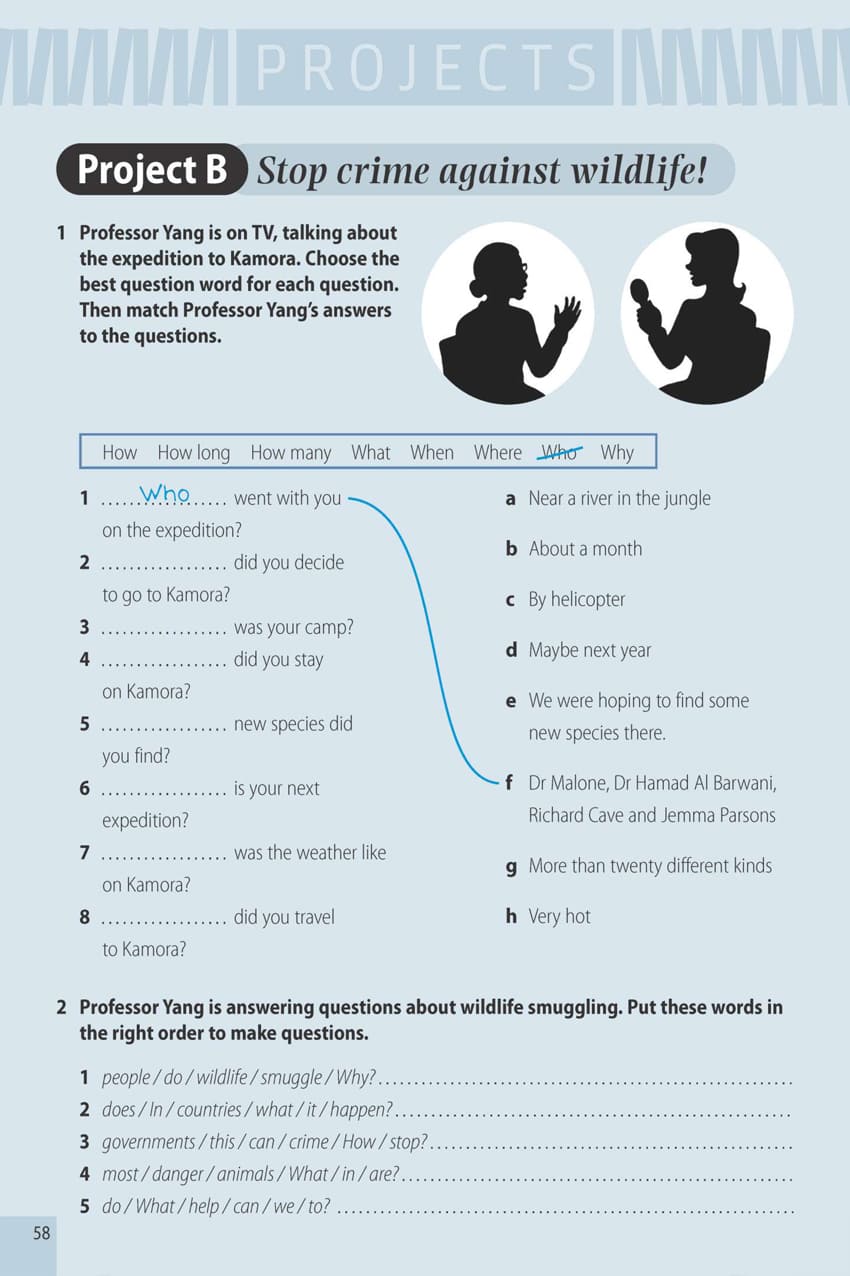 PROJECTS
Project B Stop crime against wildlife!
1 Professor Yang is on TV, talking about
the expedition to Kamora. Choose the
best question word for each question.
Then match Professor Yang's answers
to the questions.
How How long How many What When Where Who Why
1 ......Who...... went with you
on the expedition?
2 .................. did you decide
to go to Kamora?
3 .................. was your camp?
4 .................. did you stay
on Kamora?
5 .................. new species did
you find?
6 .................. is your next
expedition?
7 .................. was the weather like
on Kamora?
8 .................. did you travel
to Kamora?
a Near a river in the jungle
b About a month
c By helicopter
d Maybe next year
e We were hoping to find some
new species there.
f Dr Malone, Dr Hamad Al Barwani,
Richard Cave and Jemma Parsons
g More than twenty different kinds
h Very hot
2 Professor Yang is answering questions about wildlife smuggling. Put these words in
the right order to make questions.
1 people / do / wildlife / smuggle / Why? ..................
2 does / In / countries / what / it / happen? ..................
3 governments / this / can / crime / How / stop? ..................
4 most / danger / animals / What / in / are? ..................
5 do / What / help / can / we / to? ..................
58